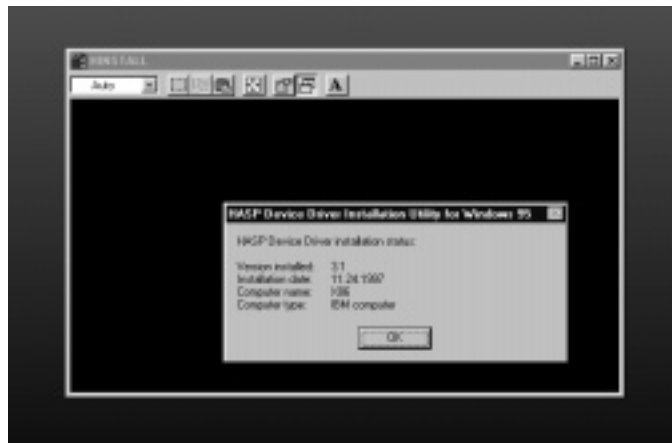 HINSTALL
Auto
A
HASP Device Driver Installation Utility for Windows 95
HASP Device Driver installation status:
Version installed: 3.1
Installation date: 11.24.1997
Computer name:
Computer type: IBM computer
OK